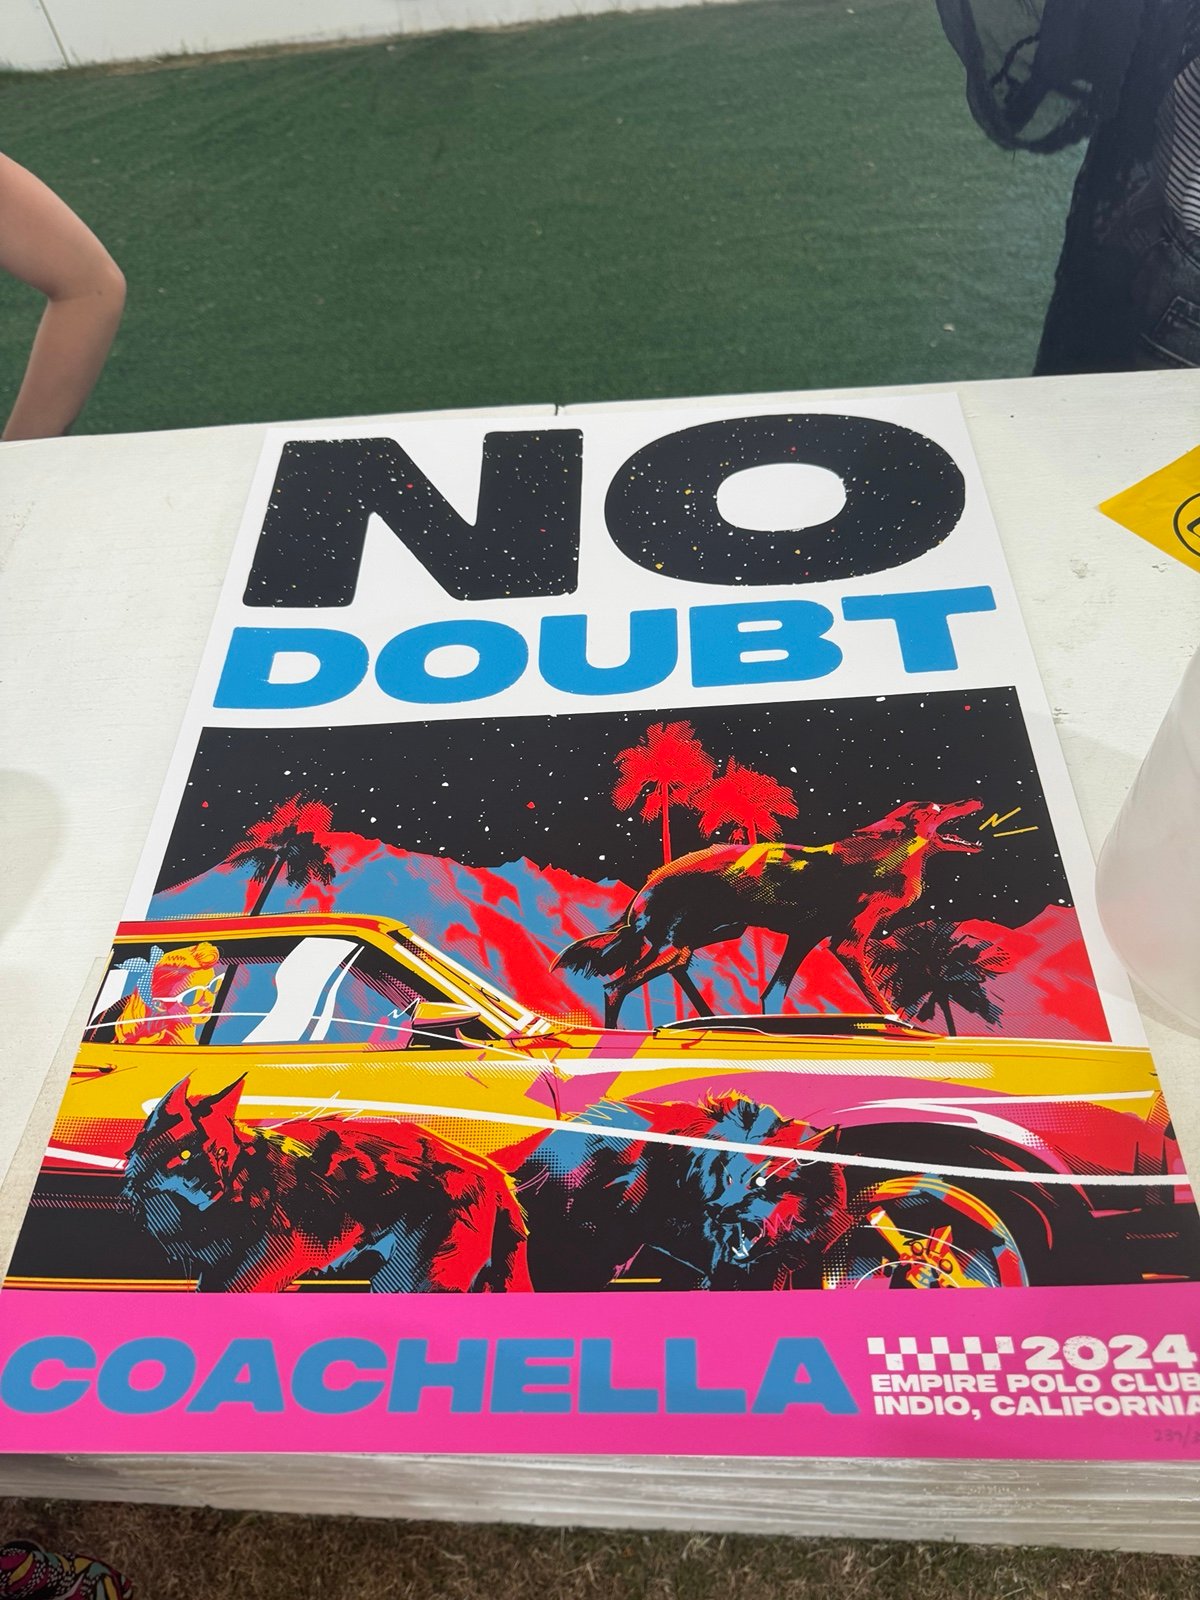 NO
DOUBT
COACHELLA
2024
EMPIRE POLO CLUB
INDIO, CALIFORNIA